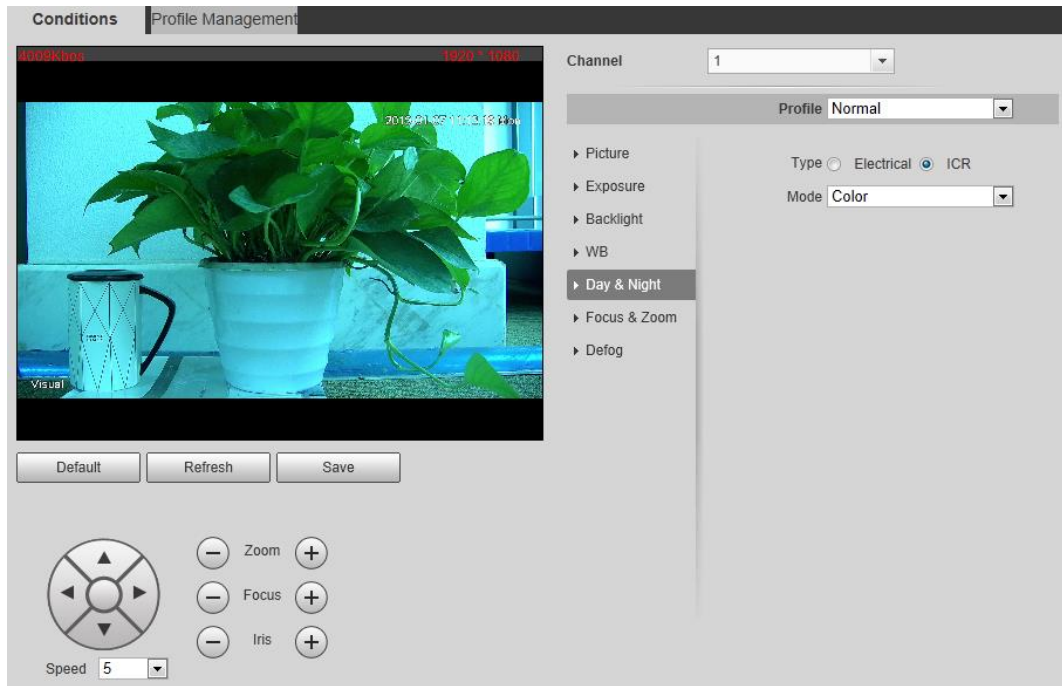 Conditions
Profile Management
4009Kbps
1920 * 1080
Visual
Channel
1
Profile
Normal
Picture
Exposure
Backlight
WB
Day & Night
Focus & Zoom
Defog
Type
Electrical
ICR
Mode
Color
Default
Refresh
Save
Zoom
Focus
Iris
Speed
5